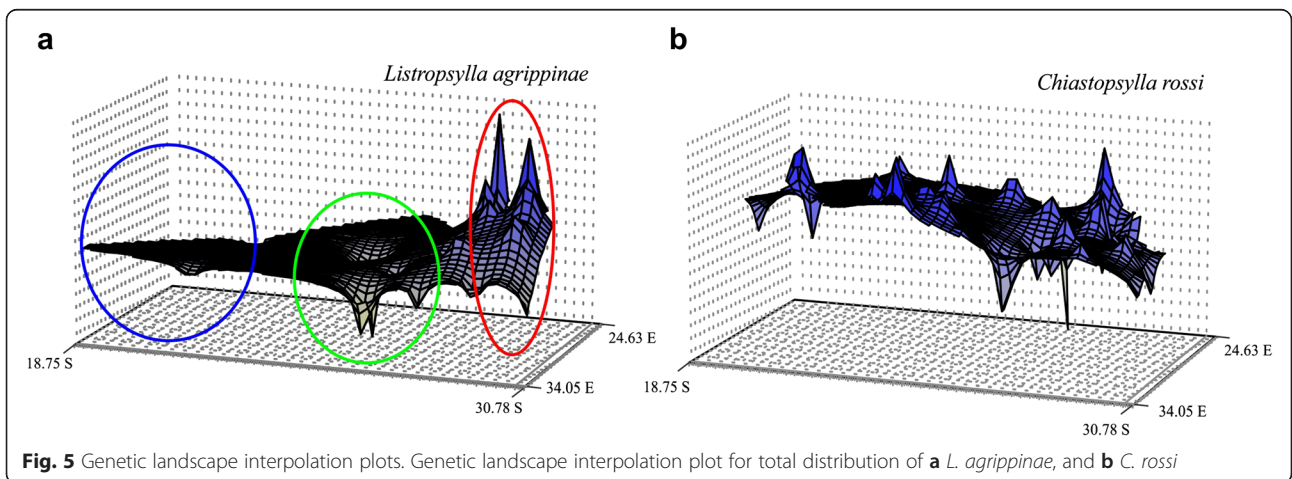 a
b
Listropsylla agrippinae
Chiastopsylla rossi
18.75 S
30.78 S
34.05 E
24.63 E
18.75 S
30.78 S
34.05 E
24.63 E
Fig. 5 Genetic landscape interpolation plots. Genetic landscape interpolation plot for total distribution of a L. agrippinae, and b C. rossi